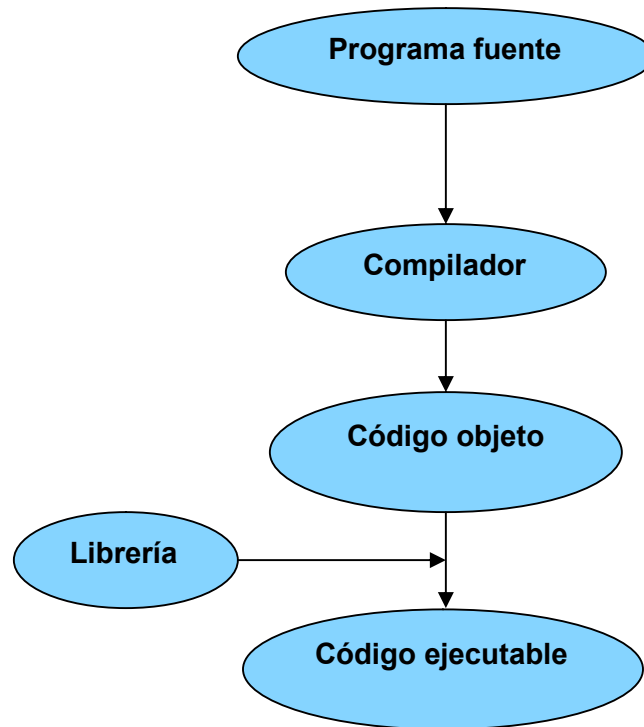 Programa fuente
Compilador
Código objeto
Librería
Código ejecutable